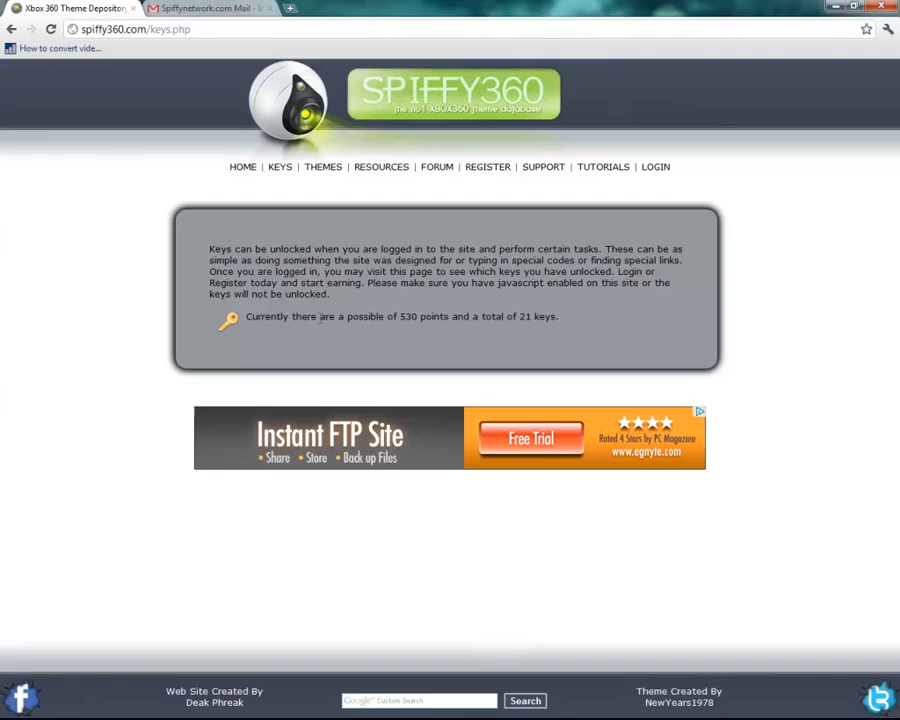 Xbox 360 Theme Depository
Spiffynetwork.com Mail - In
spiffy360.com/keys.php
How to convert vide...
SPIFFY360
the no1 XBOX360 theme database
HOME | KEYS | THEMES | RESOURCES | FORUM | REGISTER | SUPPORT | TUTORIALS | LOGIN
Keys can be unlocked when you are logged in to the site and perform certain tasks. These can be as
simple as doing something the site was designed for or typing in special codes or finding special links.
Once you are logged in, you may visit this page to see which keys you have unlocked. Login or
Register today and start earning. Please make sure you have javascript enabled on this site or the
keys will not be unlocked.
Currently there are a possible of 530 points and a total of 21 keys.
Instant FTP Site
• Share • Store • Back up Files
Free Trial
Rated 4 Stars by PC Magazine
www.egnyte.com
Web Site Created By
Deak Phreak
Google™ Custom Search
Search
Theme Created By
NewYears1978